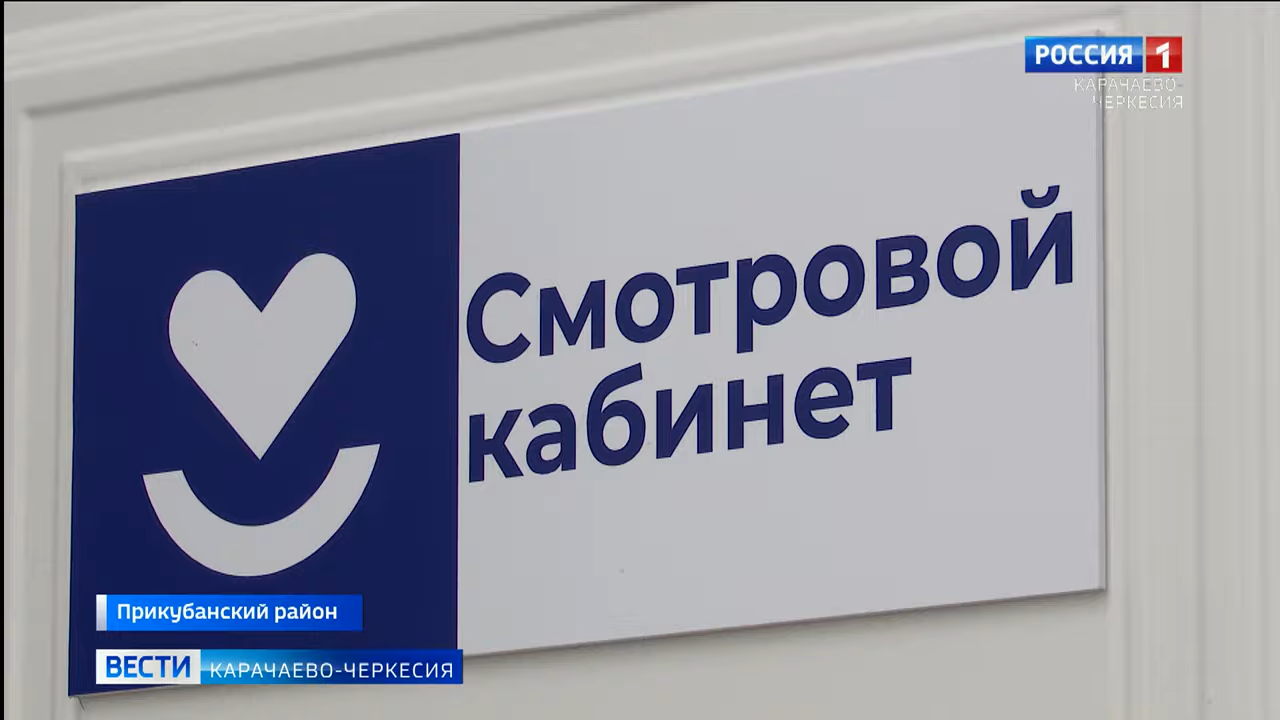 РОССИЯ 1
КАРАЧАЕВО-
ЧЕРКЕСИЯ
Смотровой
кабинет
Прикубанский район
ВЕСТИ КАРАЧАЕВО-ЧЕРКЕСИЯ